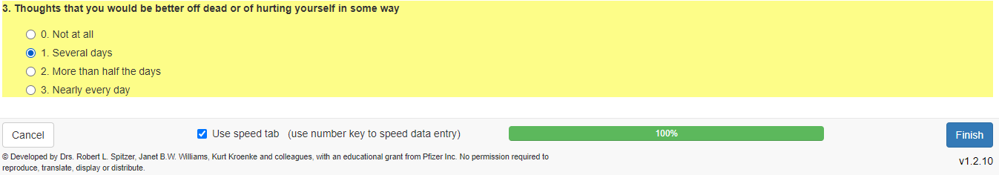 3. Thoughts that you would be better off dead or of hurting yourself in some way
0. Not at all
1. Several days
2. More than half the days
3. Nearly every day
Cancel
Use speed tab (use number key to speed data entry)
100%
Finish
© Developed by Drs. Robert L. Spitzer, Janet B.W. Williams, Kurt Kroenke and colleagues, with an educational grant from Pfizer Inc. No permission required to
reproduce, translate, display or distribute.
v1.2.10